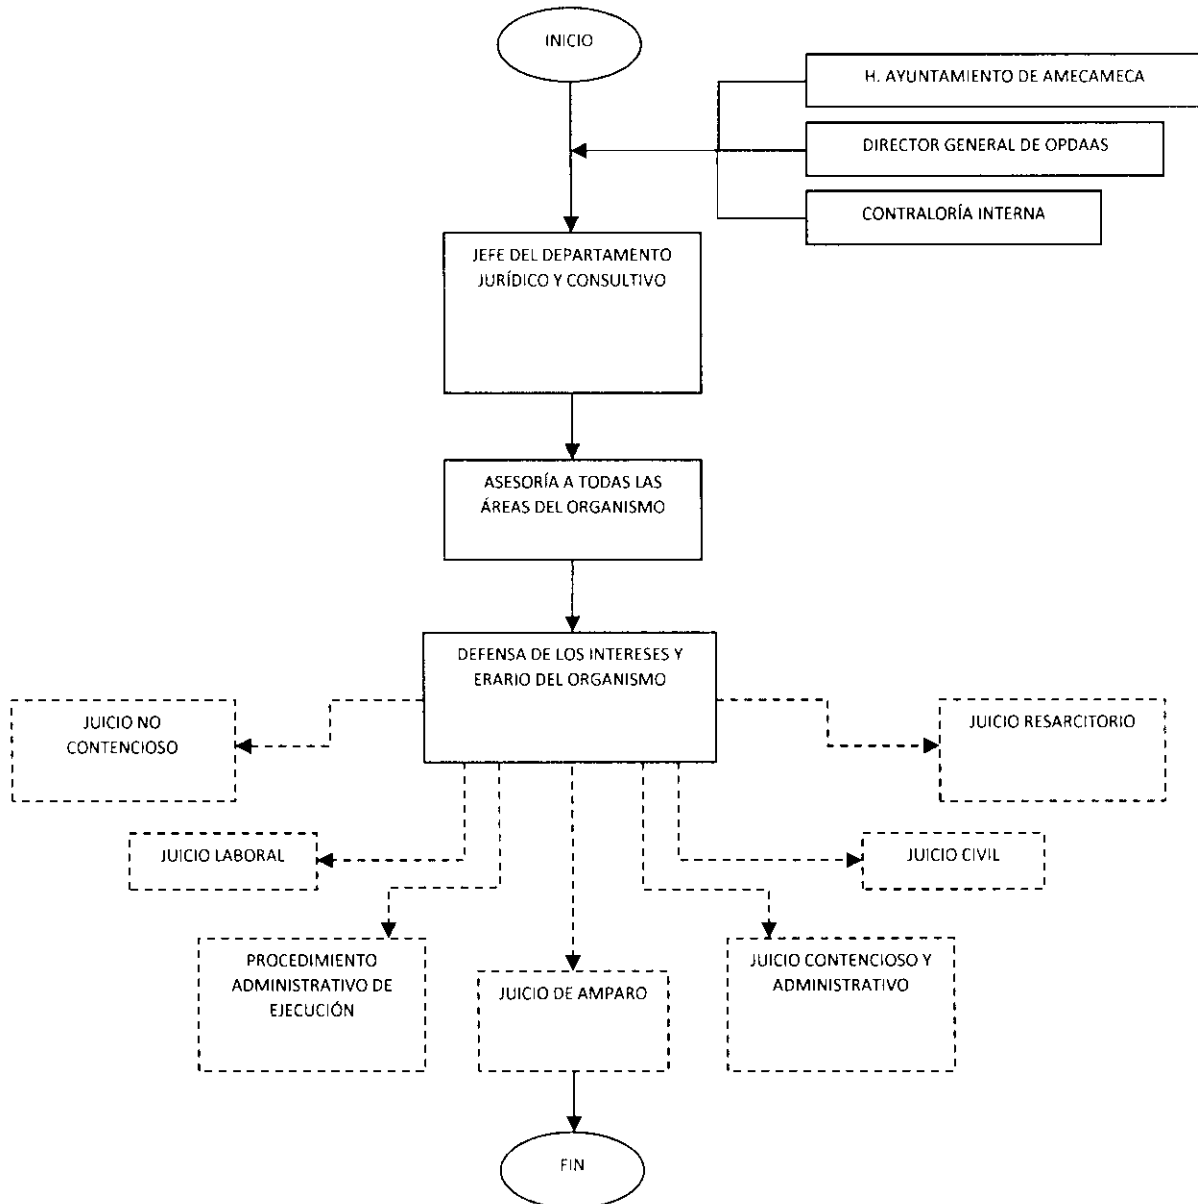 INICIO
H. AYUNTAMIENTO DE AMECAMECA
DIRECTOR GENERAL DE OPDAAS
CONTRALORÍA INTERNA
JEFE DEL DEPARTAMENTO
JURÍDICO Y CONSULTIVO
ASESORÍA A TODAS LAS
ÁREAS DEL ORGANISMO
DEFENSA DE LOS INTERESES Y
ERARIO DEL ORGANISMO
JUICIO NO
CONTENCIOSO
JUICIO RESARCITORIO
JUICIO LABORAL
JUICIO CIVIL
PROCEDIMIENTO
ADMINISTRATIVO DE
EJECUCIÓN
JUICIO DE AMPARO
JUICIO CONTENCIOSO Y
ADMINISTRATIVO
FIN